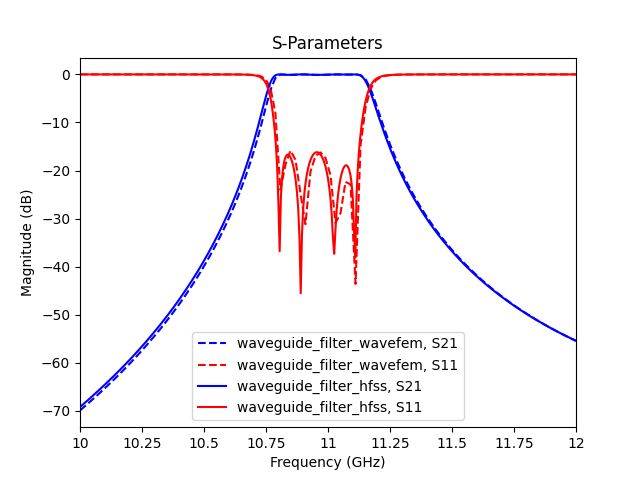 S-Parameters
Magnitude (dB)
0
−10
−20
−30
−40
−50
−60
−70
waveguide_filter_wavefem, S21
waveguide_filter_wavefem, S11
waveguide_filter_hfss, S21
waveguide_filter_hfss, S11
10 10.25 10.5 10.75 11 11.25 11.5 11.75 12
Frequency (GHz)